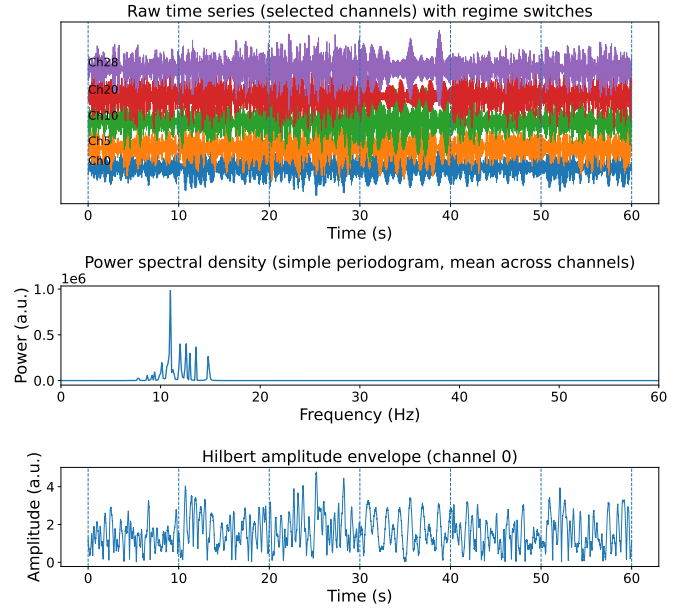 Raw time series (selected channels) with regime switches
Ch28
Ch20
Ch10
Ch5
Ch0
0 10 20 30 40 50 60
Time (s)
Power spectral density (simple periodogram, mean across channels)
1e6
1.0
0.5
0.0
Power (a.u.)
0 10 20 30 40 50 60
Frequency (Hz)
Hilbert amplitude envelope (channel 0)
4
2
0
Amplitude (a.u.)
0 10 20 30 40 50 60
Time (s)